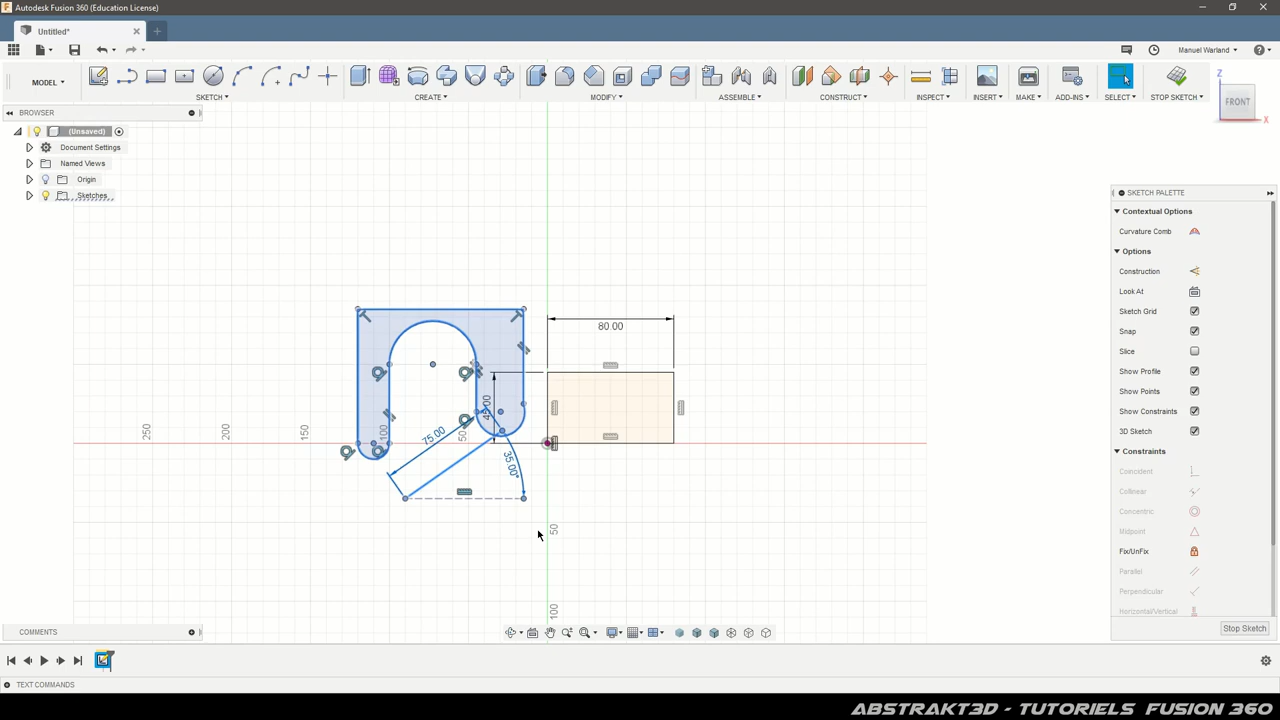 Autodesk Fusion 360 (Education License)
Untitled*
Manuel Warland
MODEL
SKETCH
CREATE
MODIFY
ASSEMBLE
CONSTRUCT
INSPECT
INSERT
MAKE
ADD-INS
SELECT
STOP SKETCH
Z
FRONT
X
BROWSER
(Unsaved)
Document Settings
Named Views
Origin
Sketches
SKETCH PALETTE
Contextual Options
Curvature Comb
Options
Construction
Look At
Sketch Grid
Snap
Slice
Show Profile
Show Points
Show Constraints
3D Sketch
Constraints
Coincident
Collinear
Concentric
Midpoint
Fix/UnFix
Parallel
Perpendicular
Horizontal/Vertical
Stop Sketch
80.00
45.00
75.00
35.00°
250
200
150
100
50
50
100
COMMENTS
TEXT COMMANDS
ABSTRAKT3D - TUTORIELS FUSION 360